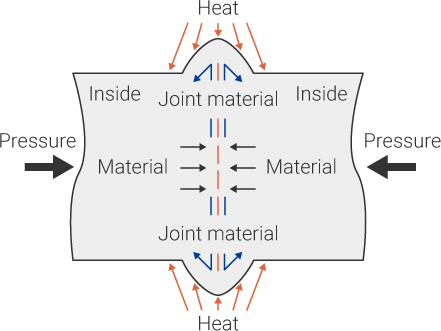 Heat
Inside
Inside
Joint material
Pressure
Pressure
Material
Material
Joint material
Heat